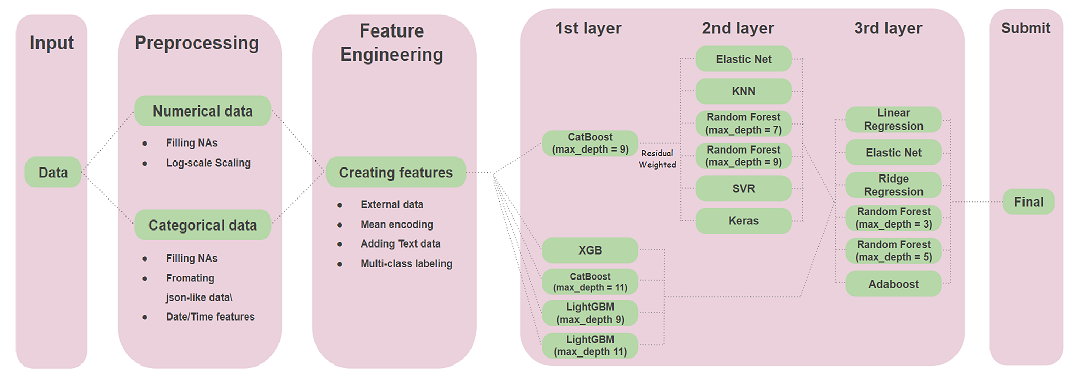 Input
Data
Preprocessing
Numerical data
Filling NAs
Log-scale Scaling
Categorical data
Filling NAs
Fromating
json-like data\
Date/Time features
Feature
Engineering
Creating features
External data
Mean encoding
Adding Text data
Multi-class labeling
1st layer
CatBoost
(max_depth = 9)
Residual
Weighted
XGB
CatBoost
(max_depth = 11)
LightGBM
(max_depth 9)
LightGBM
(max_depth 11)
2nd layer
Elastic Net
KNN
Random Forest
(max_depth = 7)
Random Forest
(max_depth = 9)
SVR
Keras
3rd layer
Linear
Regression
Elastic Net
Ridge
Regression
Random Forest
(max_depth = 3)
Random Forest
(max_depth = 5)
Adaboost
Submit
Final